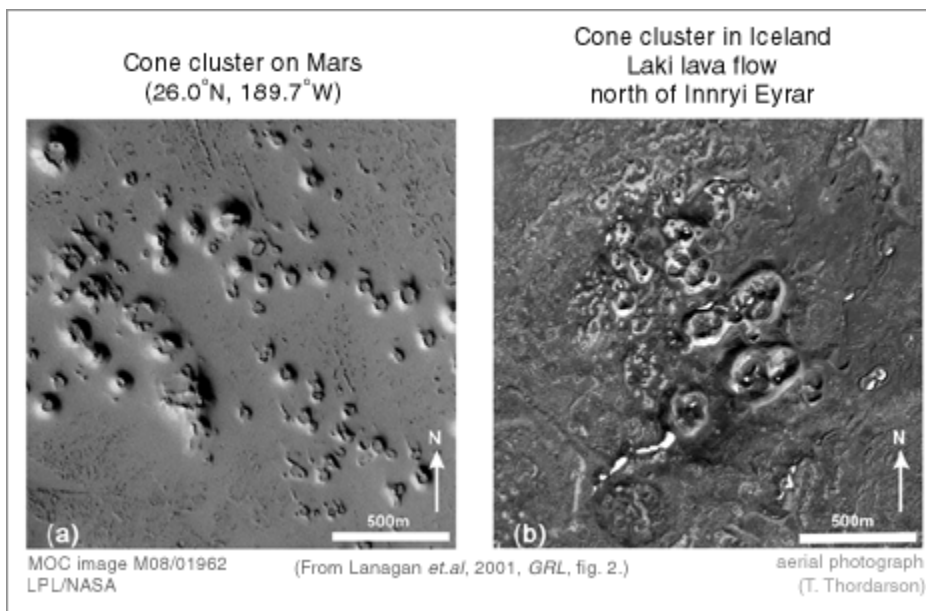 Cone cluster on Mars
(26.0°N, 189.7°W)
Cone cluster in Iceland
Laki lava flow
north of Innryi Eyrar
N
500m
(a)
N
500m
(b)
MOC image M08/01962
LPL/NASA
(From Lanagan et.al, 2001, GRL, fig. 2.)
aerial photograph
(T. Thordarson)